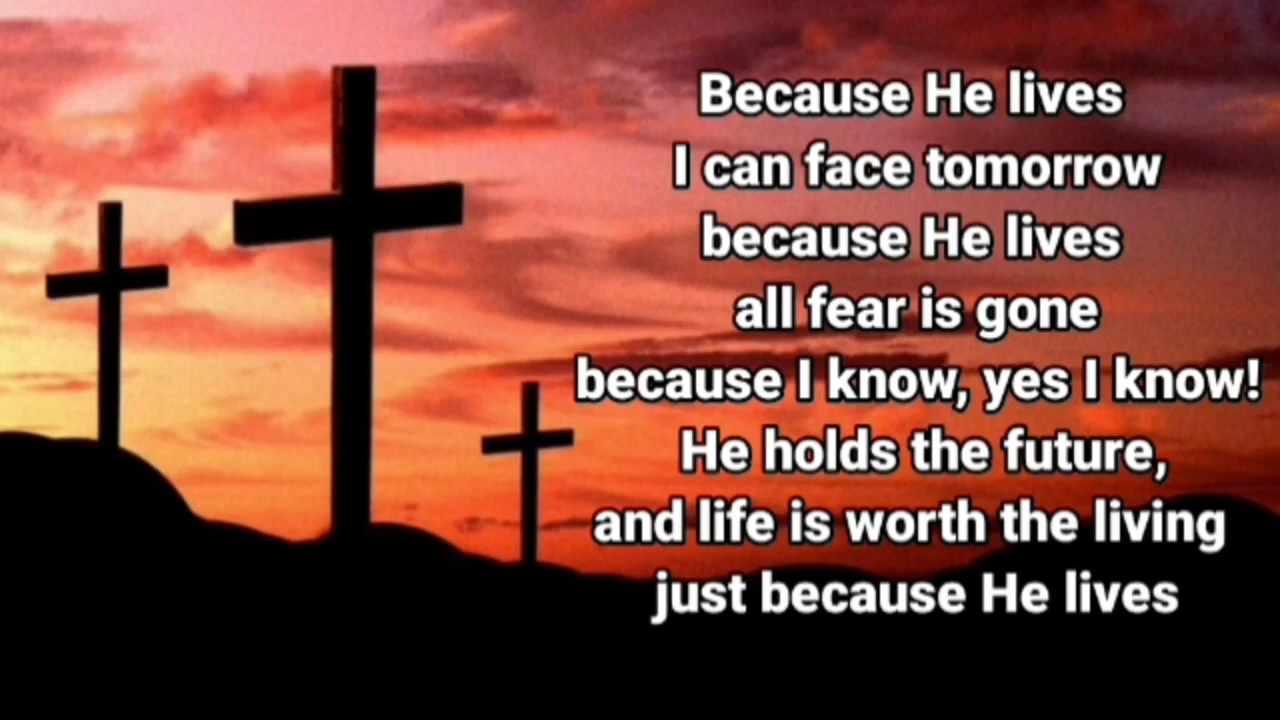 Because He lives
I can face tomorrow
because He lives
all fear is gone
because I know, yes I know!
He holds the future,
and life is worth the living
just because He lives